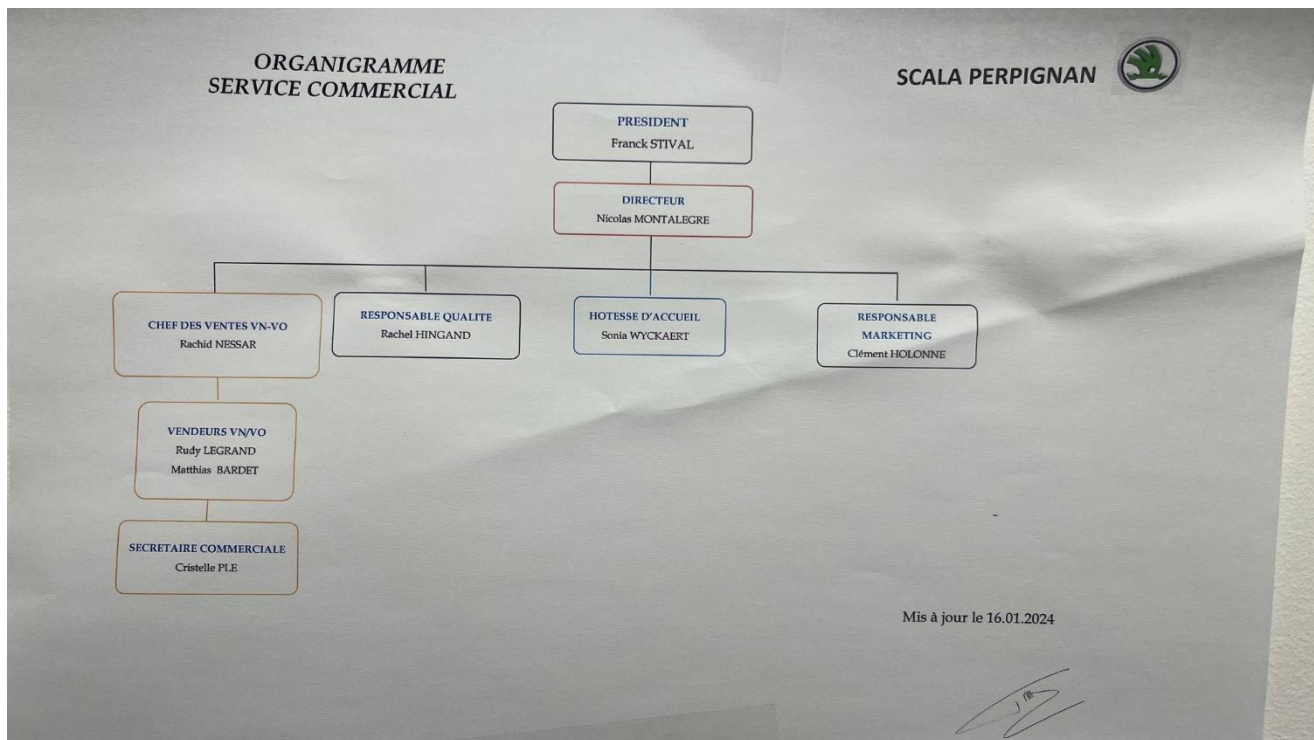 ORGANIGRAMME
SERVICE COMMERCIAL
SCALA PERPIGNAN
PRESIDENT
Franck STIVAL
DIRECTEUR
Nicolas MONTALEGRE
CHEF DES VENTES VN-VO
Rachid NESSAR
RESPONSABLE QUALITE
Rachel HINGAND
HOTESSE D'ACCUEIL
Sonia WYCKAERT
RESPONSABLE
MARKETING
Clément HOLONNE
VENDEURS VN/VO
Rudy LEGRAND
Matthias BARDET
SECRETAIRE COMMERCIALE
Cristelle PLE
Mis à jour le 16.01.2024